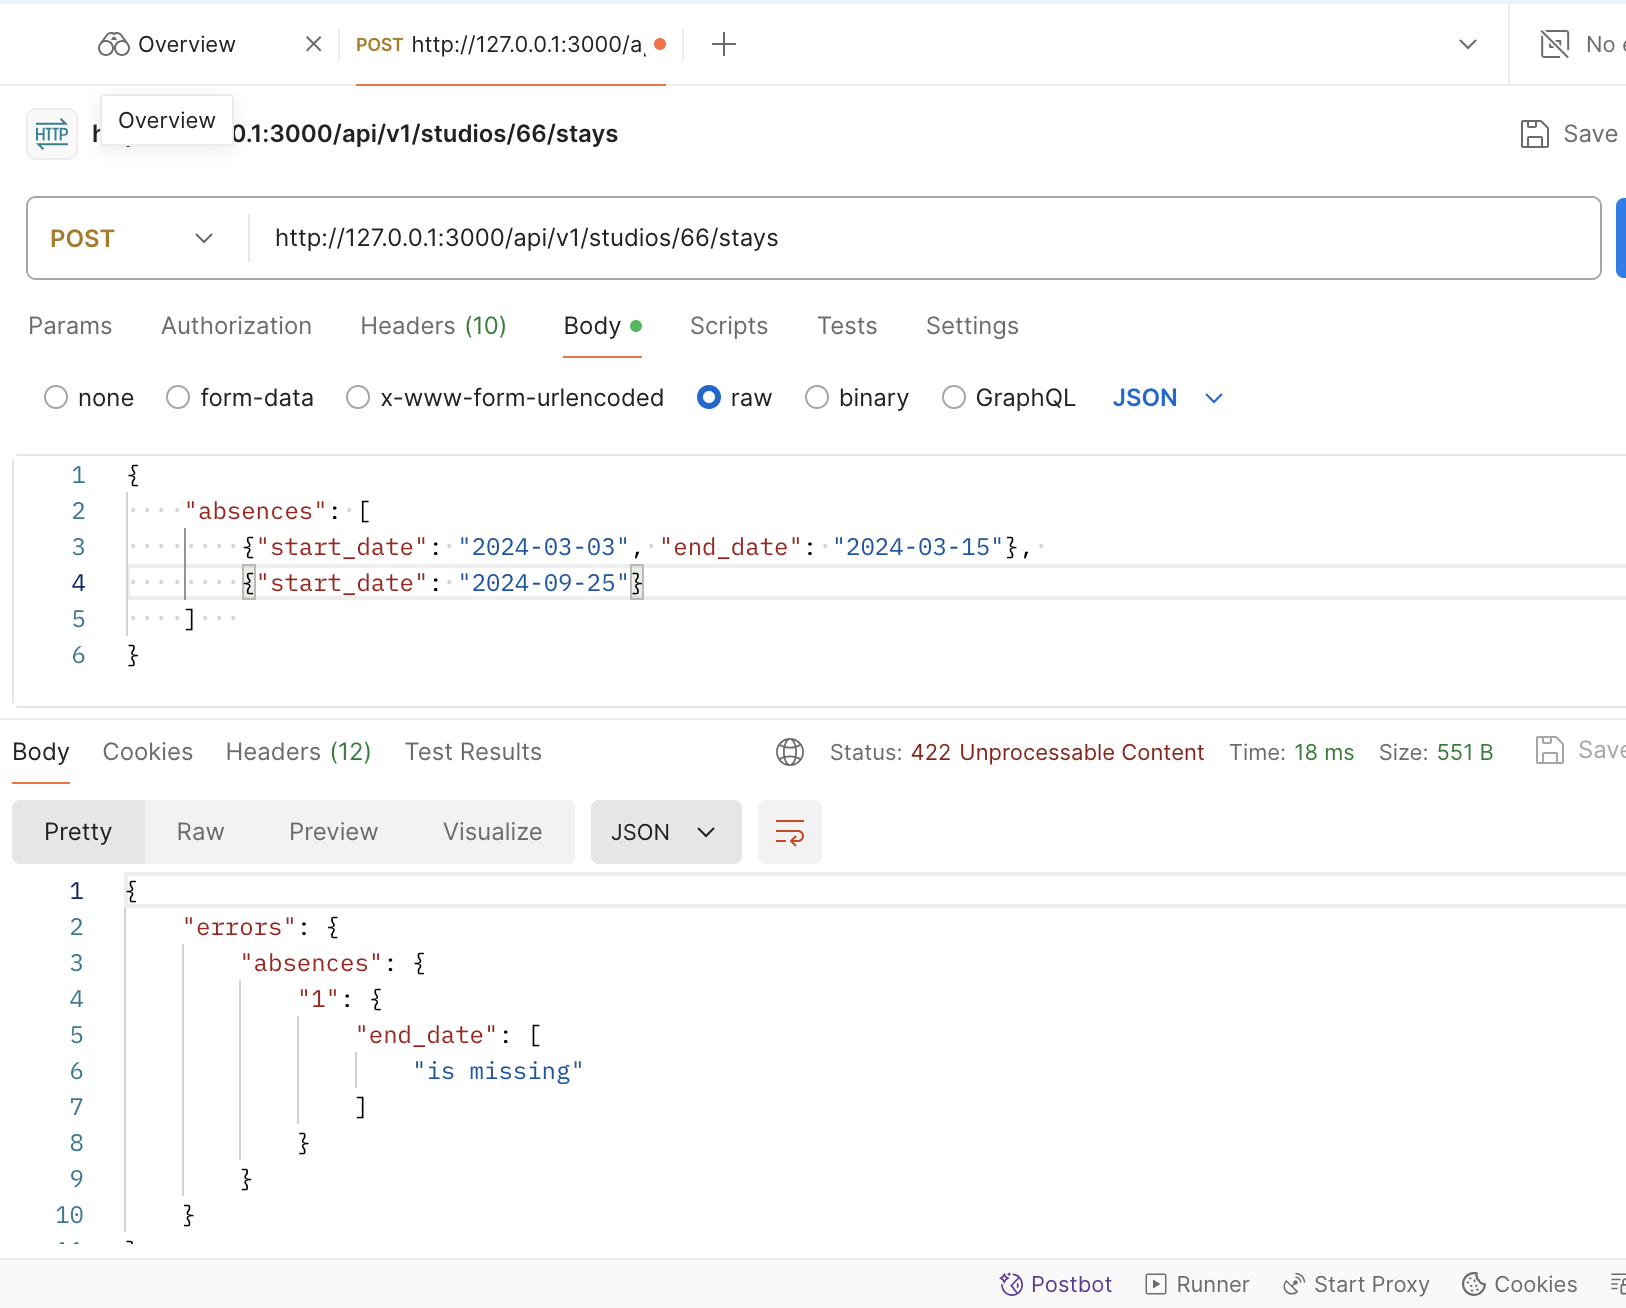 Overview
POST http://127.0.0.1:3000/a
No
Overview
HTTP
0.1:3000/api/v1/studios/66/stays
Save
POST
http://127.0.0.1:3000/api/v1/studios/66/stays
Params Authorization Headers (10) Body Scripts Tests Settings
none form-data x-www-form-urlencoded raw binary GraphQL JSON
1 {
2 "absences": [
3 {"start_date": "2024-03-03", "end_date": "2024-03-15"},
4 {"start_date": "2024-09-25"}
5 ]
6 }
Body Cookies Headers (12) Test Results
Status: 422 Unprocessable Content Time: 18 ms Size: 551 B
Save
Pretty Raw Preview Visualize JSON
1 {
2 "errors": {
3 "absences": {
4 "1": {
5 "end_date": [
6 "is missing"
7 ]
8 }
9 }
10 }
Postbot Runner Start Proxy Cookies